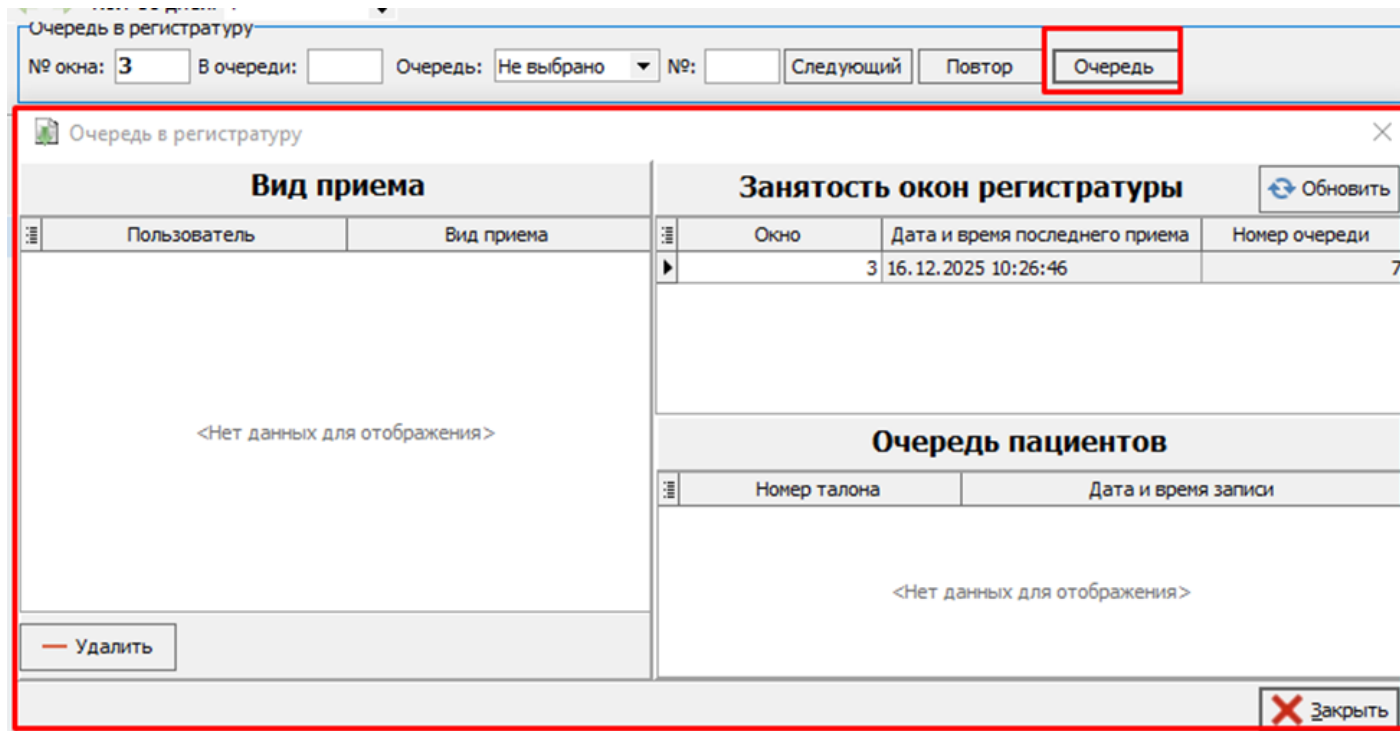 Очередь в регистратуру
№ окна: 3 В очереди: Очередь: Не выбрано №: Следующий Повтор Очередь
Очередь в регистратуру
Вид приема
Пользователь Вид приема
<Нет данных для отображения>
Удалить
Занятость окон регистратуры Обновить
Окно Дата и время последнего приема Номер очереди
3 16.12.2025 10:26:46 7
Очередь пациентов
Номер талона Дата и время записи
<Нет данных для отображения>
Закрыть